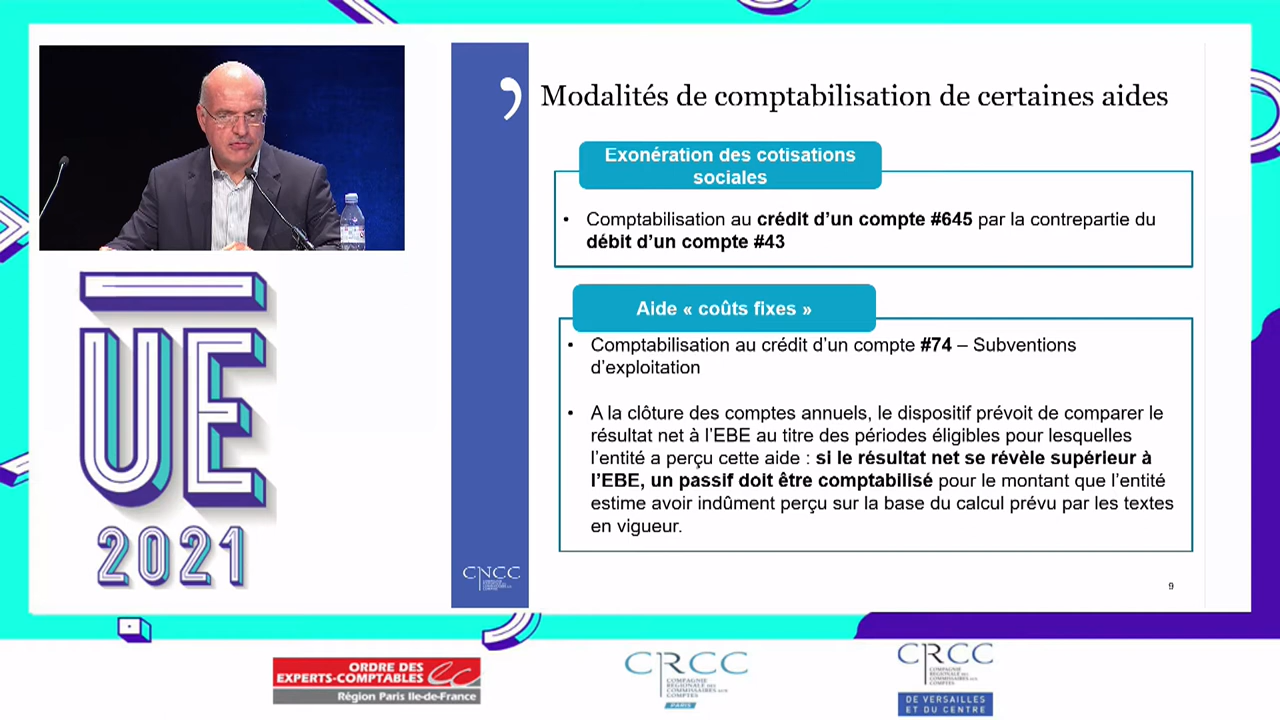 Modalités de comptabilisation de certaines aides
Exonération des cotisations
sociales
• Comptabilisation au crédit d'un compte #645 par la contrepartie du
débit d'un compte #43
Aide « coûts fixes »
• Comptabilisation au crédit d'un compte #74 – Subventions
d'exploitation
• A la clôture des comptes annuels, le dispositif prévoit de comparer le
résultat net à l'EBE au titre des périodes éligibles pour lesquelles
l'entité a perçu cette aide : si le résultat net se révèle supérieur à
l'EBE, un passif doit être comptabilisé pour le montant que l'entité
estime avoir indûment perçu sur la base du calcul prévu par les textes
en vigueur.
CNCC
9
UE
2021
ORDRE DES
EXPERTS-COMPTABLES
Région Paris Ile-de-France
CRCC
COMPAGNIE
RÉGIONALE DES
COMMISSAIRES AUX
COMPTES
PARIS
CRCC
COMPAGNIE
RÉGIONALE DES
COMMISSAIRES AUX
COMPTES
DE VERSAILLES
ET DU CENTRE